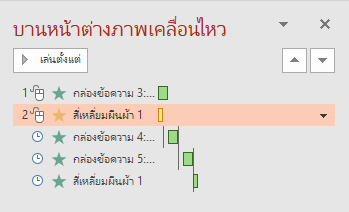 บานหน้าต่างภาพเคลื่อนไหว
เล่นตั้งแต่
1 กล่องข้อความ 3:...
2 สี่เหลี่ยมผืนผ้า 1
กล่องข้อความ 4:...
กล่องข้อความ 5:...
สี่เหลี่ยมผืนผ้า 1